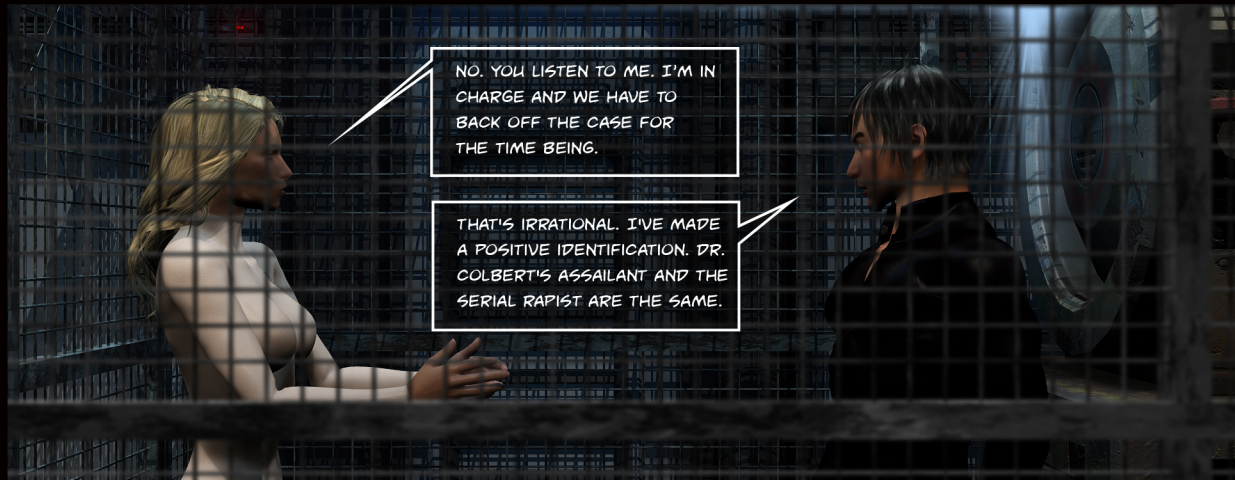 NO. YOU LISTEN TO ME. I'M IN
CHARGE AND WE HAVE TO
BACK OFF THE CASE FOR
THE TIME BEING.
THAT'S IRRATIONAL. I'VE MADE
A POSITIVE IDENTIFICATION. DR.
COLBERT'S ASSAILANT AND THE
SERIAL RAPIST ARE THE SAME.